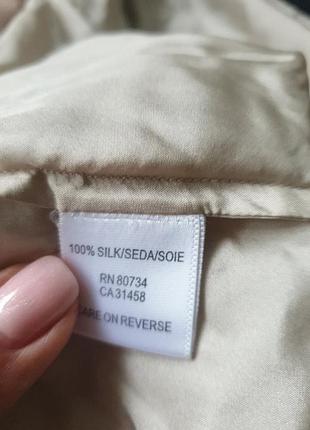 100% SILK/SEDA/SOIE
RN 80734
CA 31458
CARE ON REVERSE